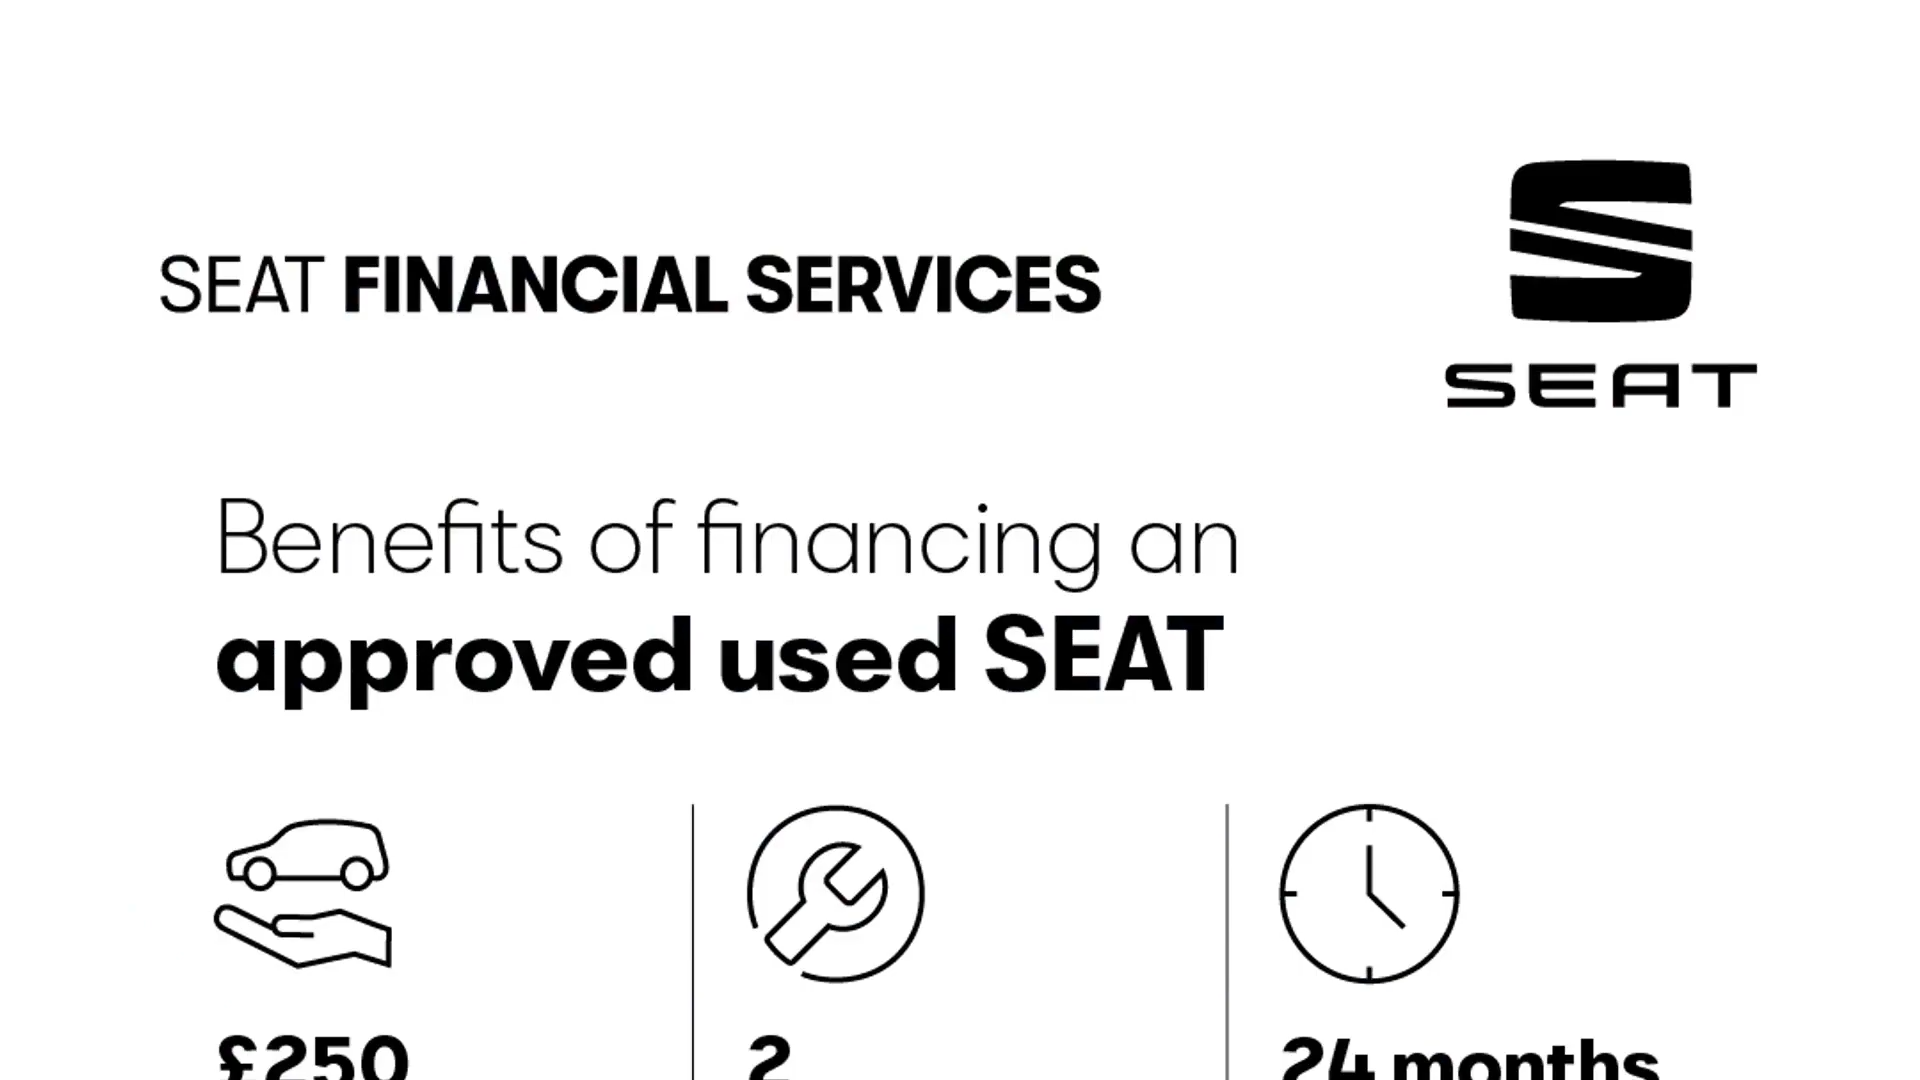 SEAT FINANCIAL SERVICES
SEAT
Benefits of financing an
approved used SEAT
£250
2
24 months